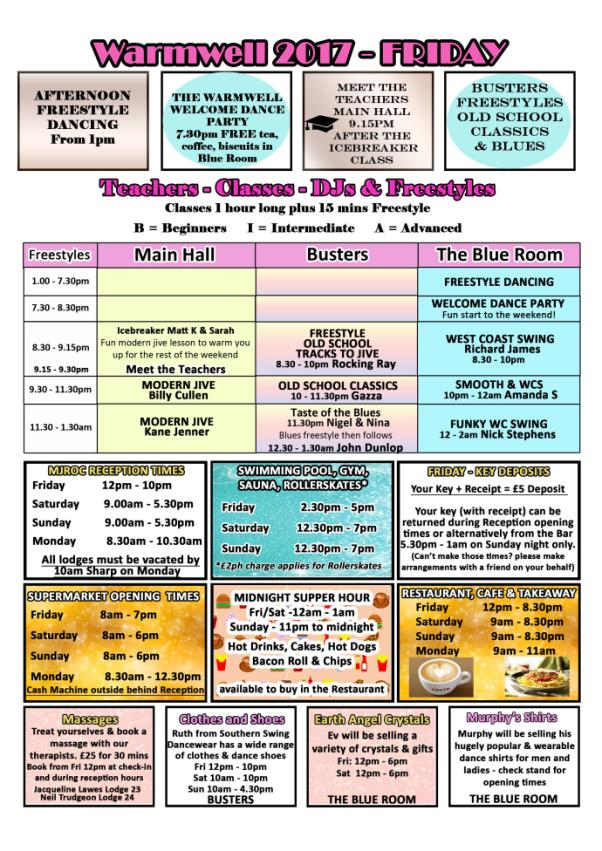 Warmwell 2017 - FRIDAY
AFTERNOON
FREESTYLE
DANCING
From 1pm
THE WARMWELL
WELCOME DANCE
PARTY
7.30pm FREE tea,
coffee, biscuits in
Blue Room
MEET THE
TEACHERS
MAIN HALL
9.15PM
AFTER THE
ICEBREAKER
CLASS
BUSTERS
FREESTYLES
OLD SCHOOL
CLASSICS
& BLUES
Teachers - Classes - DJs & Freestyles
Classes 1 hour long plus 15 mins Freestyle
B = Beginners I = Intermediate A = Advanced
Freestyles Main Hall Busters The Blue Room
1.00 - 7.30pm FREESTYLE DANCING
7.30 - 8.30pm WELCOME DANCE PARTY
Fun start to the weekend!
8.30 - 9.15pm
9.15 - 9.30pm
Icebreaker Matt K & Sarah
Fun modern jive lesson to warm you
up for the rest of the weekend
Meet the Teachers
FREESTYLE
OLD SCHOOL
TRACKS TO JIVE
8.30 - 10pm Rocking Ray
WEST COAST SWING
Richard James
8.30 - 10pm
9.30 - 11.30pm
MODERN JIVE
Billy Cullen
OLD SCHOOL CLASSICS
10 - 11.30pm Gazza
SMOOTH & WCS
10pm - 12am Amanda S
11.30 - 1.30am
MODERN JIVE
Kane Jenner
Taste of the Blues
11.30pm Nigel & Nina
Blues freestyle then follows
12.30 - 1.30am John Dunlop
FUNKY WC SWING
12 - 2am Nick Stephens
MJROC RECEPTION TIMES
Friday 12pm - 10pm
Saturday 9.00am - 5.30pm
Sunday 9.00am - 5.30pm
Monday 8.30am - 10.30am
All lodges must be vacated by
10am Sharp on Monday
SWIMMING POOL, GYM,
SAUNA, ROLLERSKATES*
Friday 2.30pm - 5pm
Saturday 12.30pm - 7pm
Sunday 12.30pm - 7pm
*£2ph charge applies for Rollerskates
FRIDAY - KEY DEPOSITS
Your Key + Receipt = £5 Deposit
Your key (with receipt) can be
returned during Reception opening
times or alternatively from the Bar
5.30pm - 1am on Sunday night only.
(Can't make those times? please make
arrangements with a friend on your behalf)
SUPERMARKET OPENING TIMES
Friday 8am - 7pm
Saturday 8am - 6pm
Sunday 8am - 6pm
Monday 8.30am - 12.30pm
Cash Machine outside behind Reception
MIDNIGHT SUPPER HOUR
Fri/Sat -12am - 1am
Sunday - 11pm to midnight
Hot Drinks, Cakes, Hot Dogs
Bacon Roll & Chips
available to buy in the Restaurant
RESTAURANT, CAFE & TAKEAWAY
Friday 12pm - 8.30pm
Saturday 9am - 8.30pm
Sunday 9am - 8.30pm
Monday 9am - 11am
Massages
Treat yourselves & book a
massage with our
therapists. £25 for 30 mins
Book from Fri 12pm at check-in
and during reception hours
Jacqueline Lawes Lodge 23
Neil Trudgeon Lodge 24
Clothes and Shoes
Ruth from Southern Swing
Dancewear has a wide range
of clothes & dance shoes
Fri 12pm - 10pm
Sat 10am - 10pm
Sun 10am - 4.30pm
BUSTERS
Earth Angel Crystals
Ev will be selling a
variety of crystals & gifts
Fri: 12pm - 6pm
Sat 12pm - 6pm
THE BLUE ROOM
Murphy's Shirts
Murphy will be selling his
hugely popular & wearable
dance shirts for men and
ladies - check stand for
opening times
THE BLUE ROOM